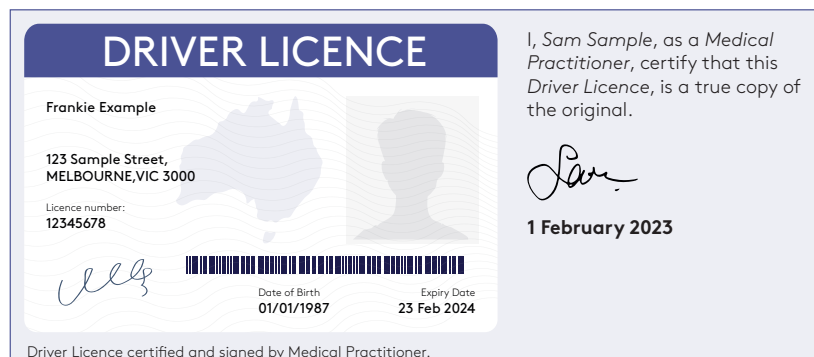 DRIVER LICENCE
Frankie Example
123 Sample Street,
MELBOURNE,VIC 3000
Licence number:
12345678
Date of Birth
01/01/1987
Expiry Date
23 Feb 2024
I, Sam Sample, as a Medical
Practitioner, certify that this
Driver Licence, is a true copy of
the original.
Sam
1 February 2023
Driver Licence certified and signed by Medical Practitioner.